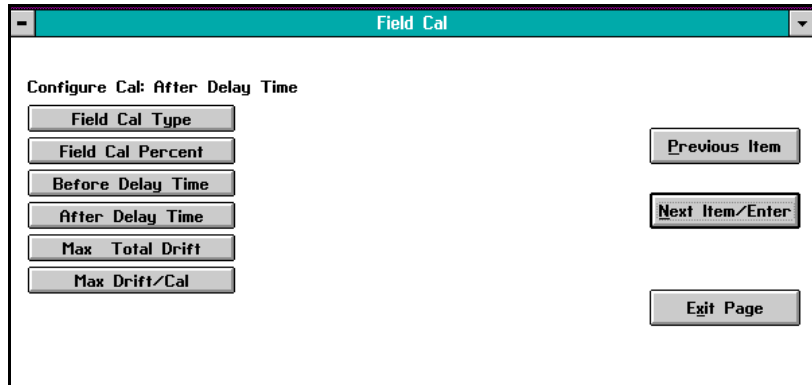 Field Cal
Configure Cal: After Delay Time
Field Cal Type
Field Cal Percent
Before Delay Time
After Delay Time
Max Total Drift
Max Drift/Cal
Previous Item
Next Item/Enter
Exit Page